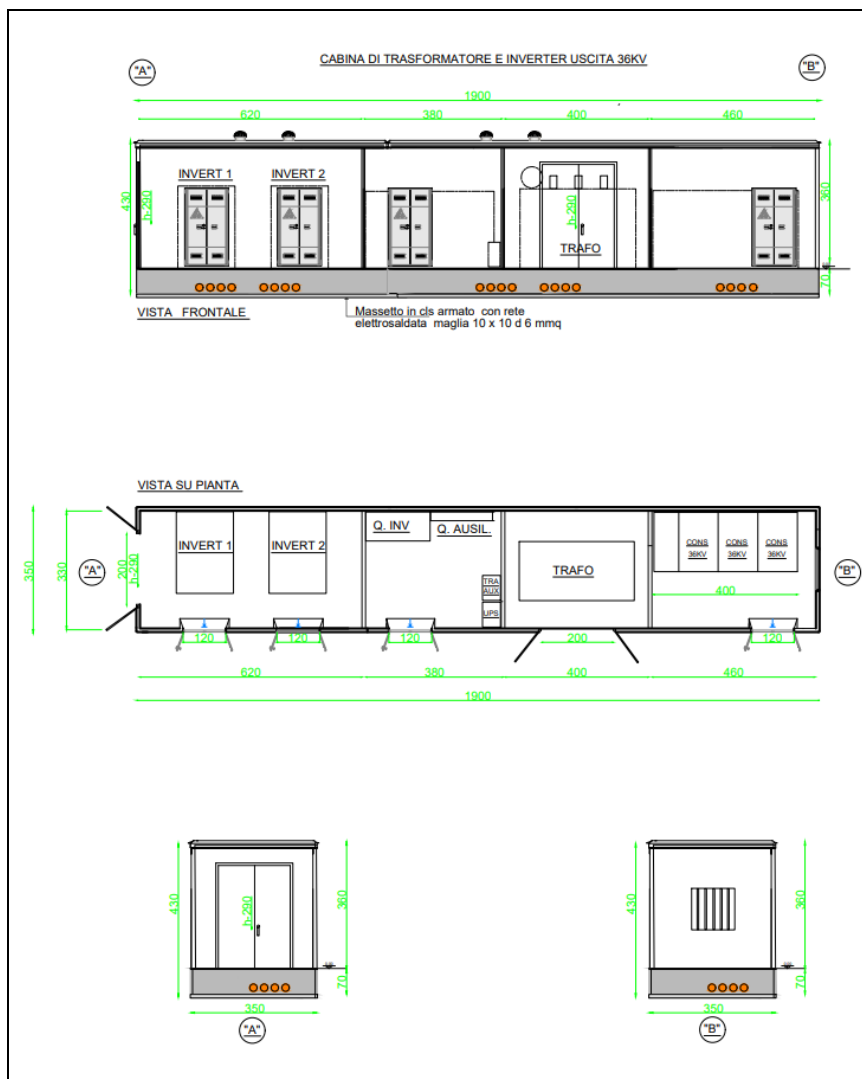 CABINA DI TRASFORMATORE E INVERTER USCITA 36KV
"A"
"B"
1900
620
380
400
460
INVERT 1
INVERT 2
430
h-290
h-290
TRAFO
360
70
VISTA FRONTALE
Massetto in cls armato con rete
elettrosaldata maglia 10 x 10 d 6 mmq
VISTA SU PIANTA
350
330
"A"
200
h-290
INVERT 1
INVERT 2
Q. INV
Q. AUSIL.
TRA
AUX
UPS
TRAFO
CONS
36KV
CONS
36KV
CONS
36KV
400
"B"
120
120
120
200
120
620
380
400
460
1900
430
h-290
360
70
350
"A"
430
360
70
350
"B"